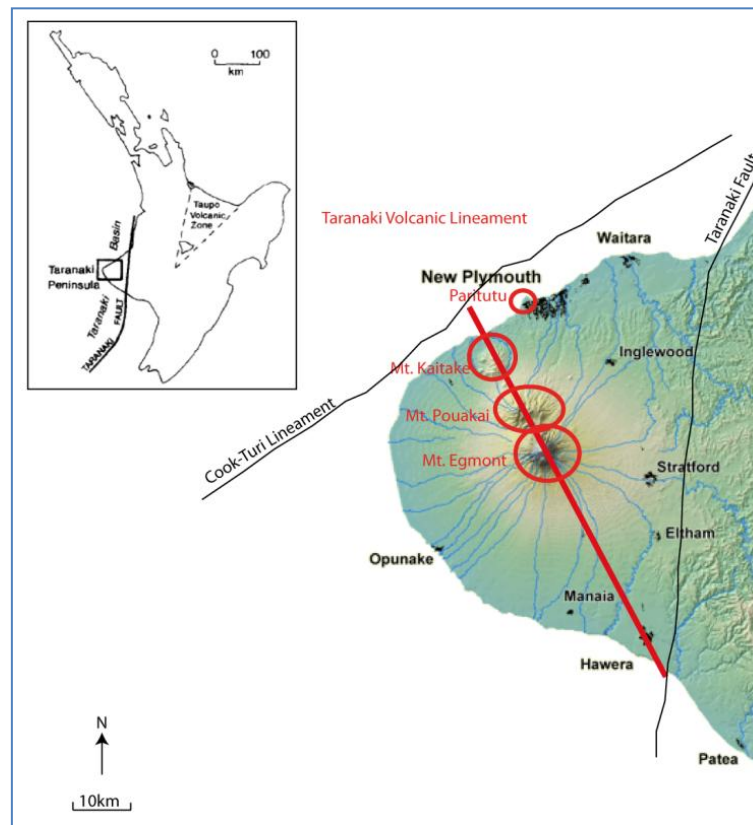 0 100
km
Taupo
Volcanic
Zone
Basin
Taranaki
Peninsula
Taranaki
FAULT
TARANAKI
Taranaki Volcanic Lineament
Taranaki Fault
Waitara
New Plymouth
Paritutu
Inglewood
Mt. Kaitake
Mt. Pouakai
Cook-Turi Lineament
Mt. Egmont
Stratford
Eltham
Opunake
Manaia
Hawera
N
Patea
10km